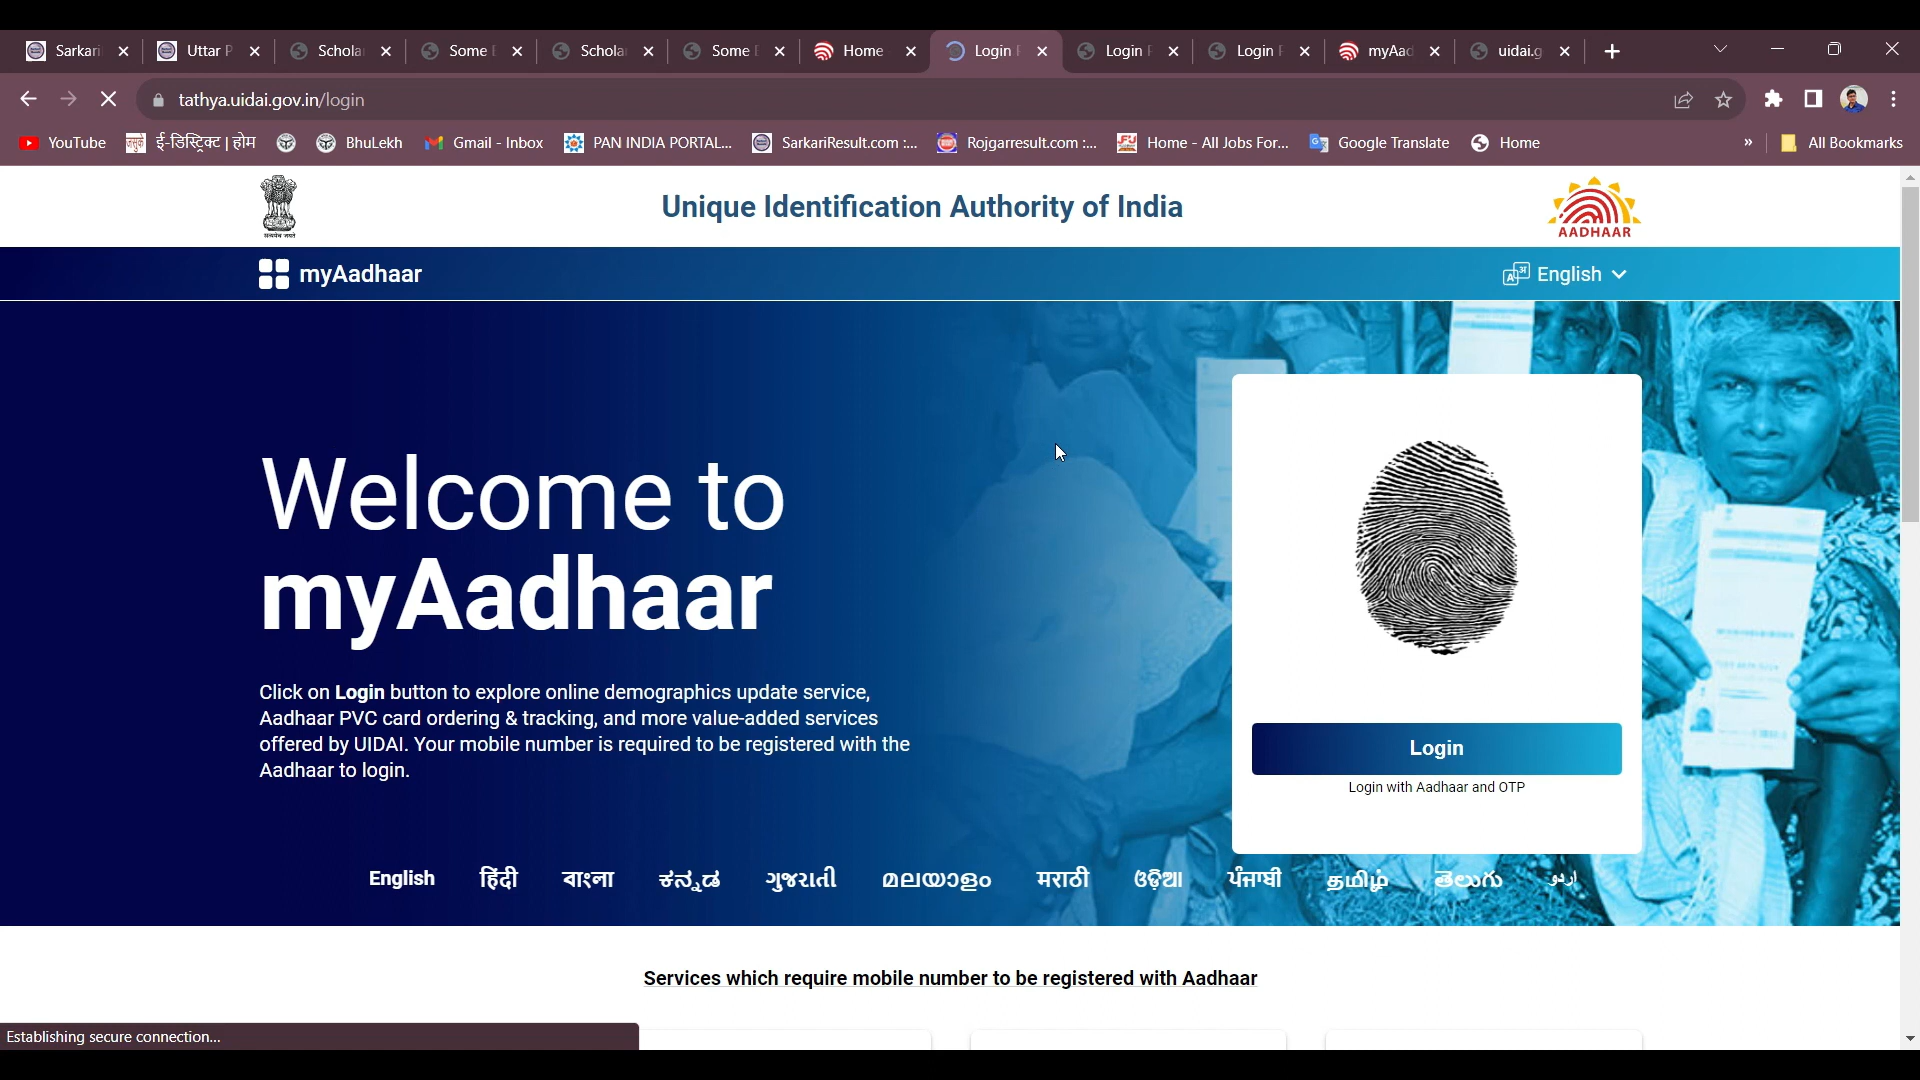 Sarkari
Uttar P
Schola
Some
Schola
Some
Home
Login
Login
Login
myAad
uidai.g
tathya.uidai.gov.in/login
YouTube
ई-डिस्ट्रिक्ट | होम
BhuLekh
Gmail - Inbox
PAN INDIA PORTAL...
SarkariResult.com :...
Rojgarresult.com :...
Home - All Jobs For...
Google Translate
Home
»
All Bookmarks
सत्यमेव जयते
Unique Identification Authority of India
AADHAAR
myAadhaar
English
Welcome to
myAadhaar
Click on Login button to explore online demographics update service,
Aadhaar PVC card ordering & tracking, and more value-added services
offered by UIDAI. Your mobile number is required to be registered with the
Aadhaar to login.
Login
Login with Aadhaar and OTP
English हिंदी বাংলা ಕನ್ನಡ ગુજરાતી മലയാളം मराठी ଓଡ଼ିଆ ਪੰਜਾਬੀ தமிழ் తెలుగు اردو
Services which require mobile number to be registered with Aadhaar
Establishing secure connection...